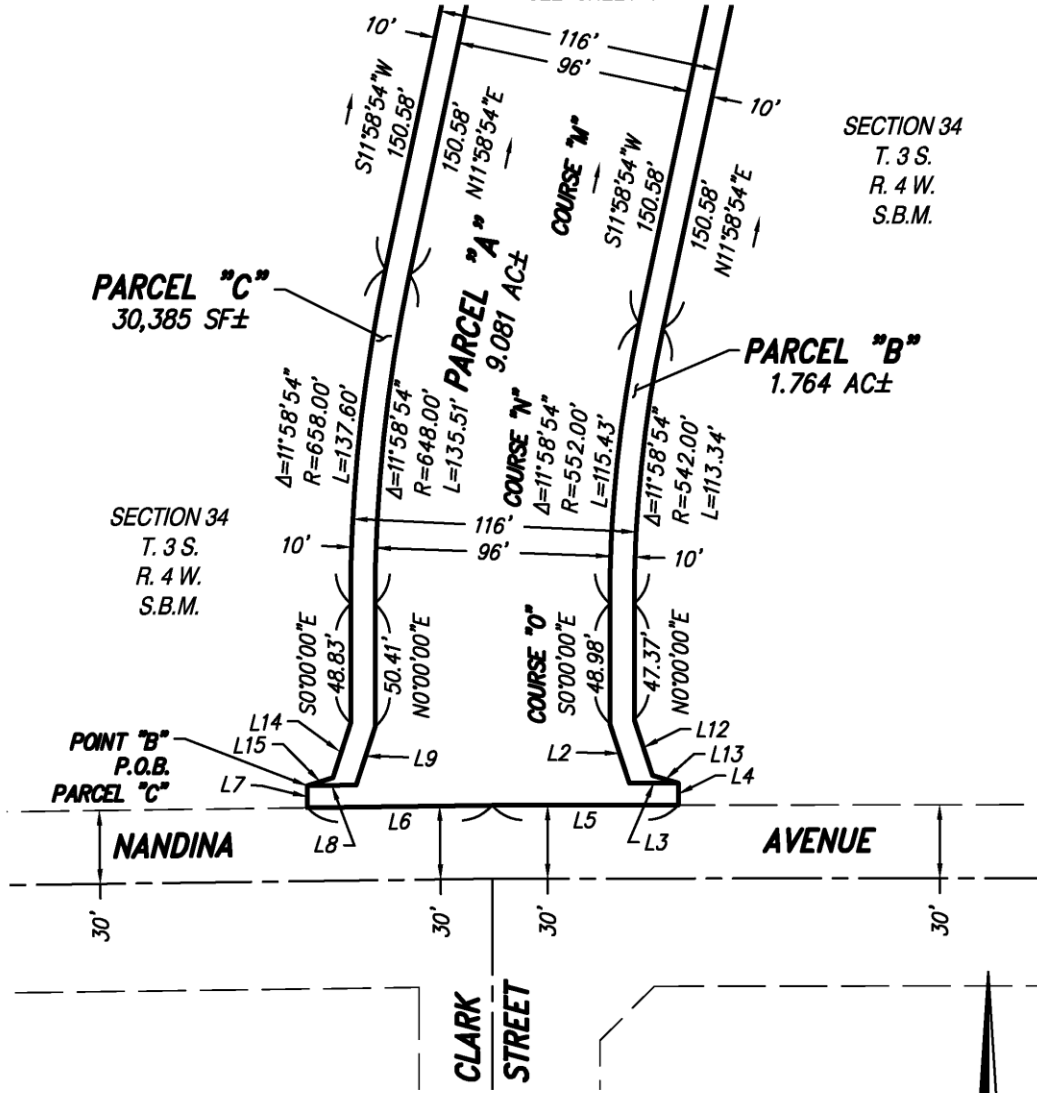 10'
116'
96'
10'
S11°58'54"W
150.58'
150.58'
N11°58'54"E
COURSE "M"
S11°58'54"W
150.58'
150.58'
N11°58'54"E
SECTION 34
T. 3 S.
R. 4 W.
S.B.M.
PARCEL "C"
30,385 SF±
PARCEL "A"
9.081 AC±
PARCEL "B"
1.764 AC±
Δ=11°58'54"
R=658.00'
L=137.60'
Δ=11°58'54"
R=648.00'
L=135.51'
COURSE "N"
Δ=11°58'54"
R=552.00'
L=115.43'
Δ=11°58'54"
R=542.00'
L=113.34'
SECTION 34
T. 3 S.
R. 4 W.
S.B.M.
116'
10'
96'
10'
S0°00'00"E
48.83'
50.41'
N0°00'00"E
COURSE "O"
S0°00'00"E
48.98'
47.37'
N0°00'00"E
L14
L15
L9
L2
L12
L13
L4
POINT "B"
P.O.B.
PARCEL "C"
L7
L6
L5
L8
L3
NANDINA
AVENUE
30'
30'
30'
30'
CLARK
STREET